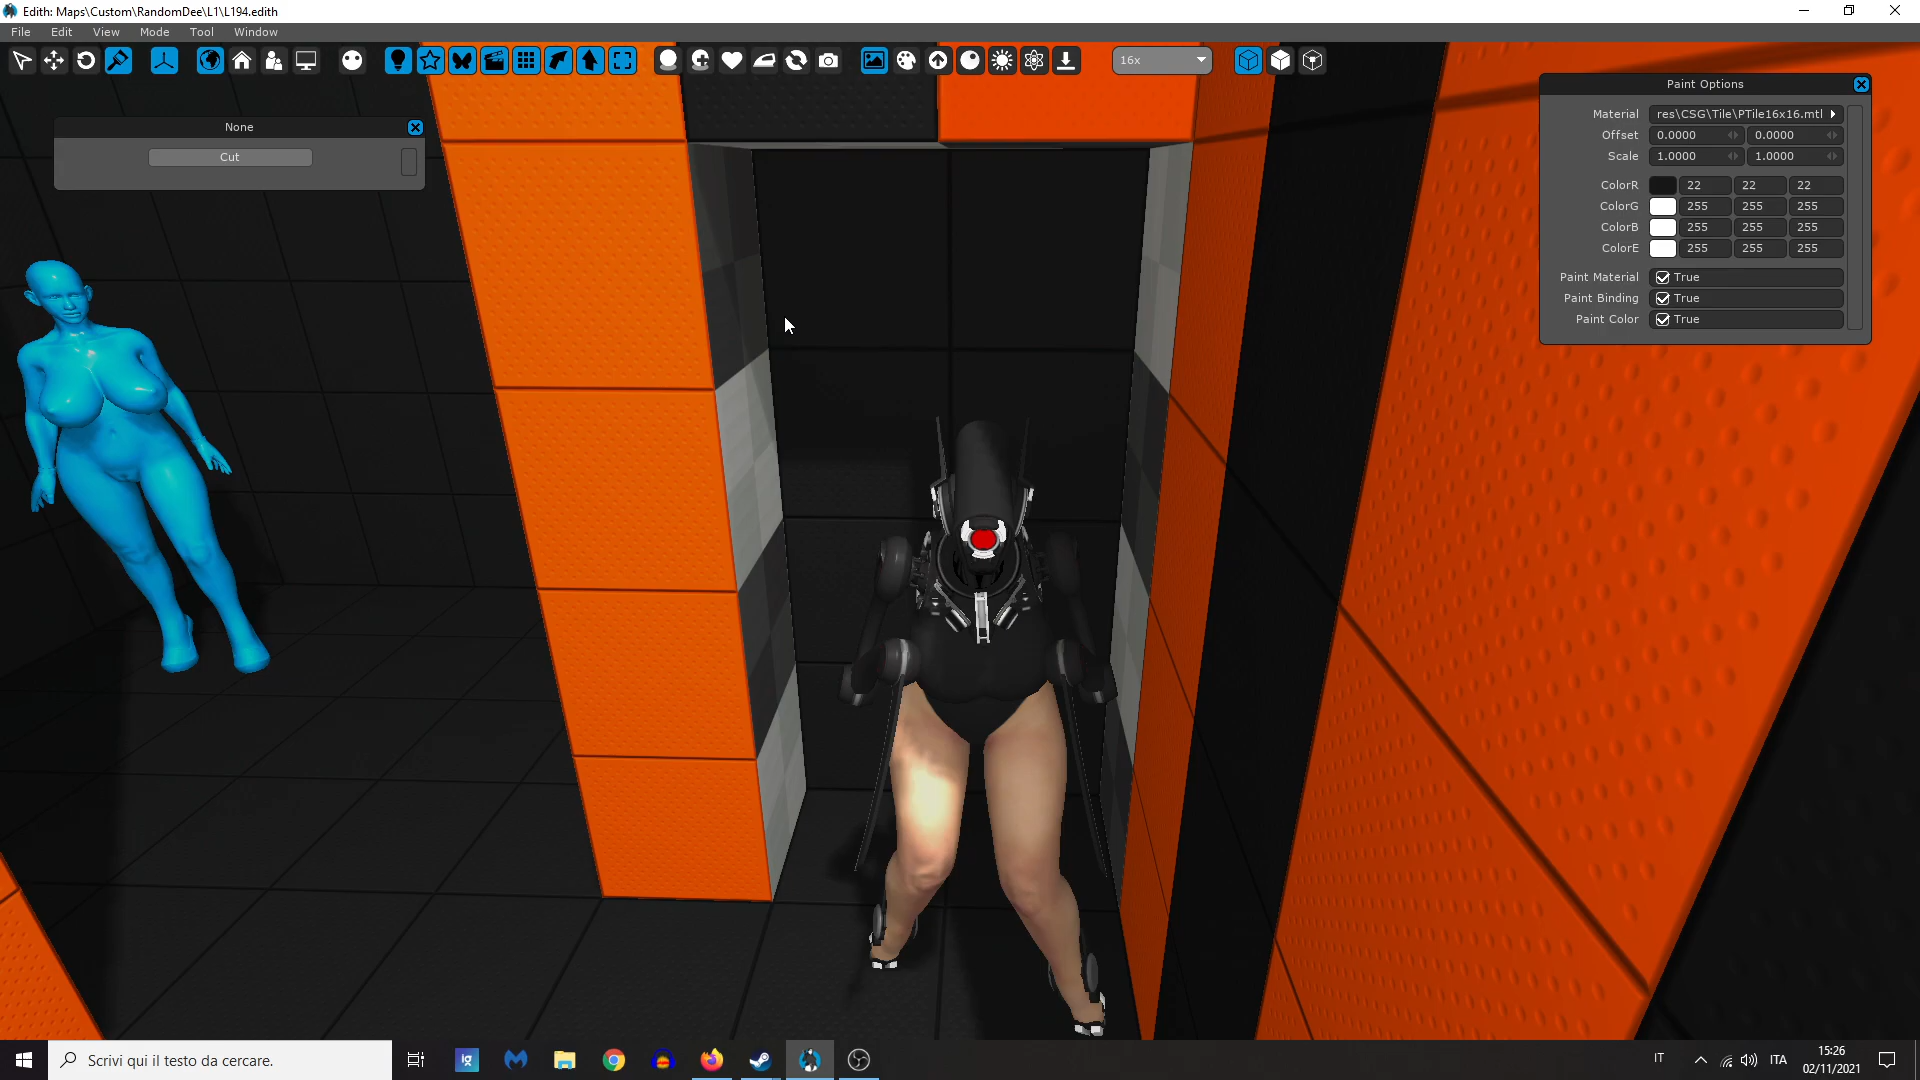 Edith: Maps\Custom\RandomDee\L1\L194.edith
File Edit View Mode Tool Window
16x
None
Cut
Paint Options
Material res\CSG\Tile\PTile16x16.mtl
Offset 0.0000 0.0000
Scale 1.0000 1.0000
ColorR 22 22 22
ColorG 255 255 255
ColorB 255 255 255
ColorE 255 255 255
Paint Material True
Paint Binding True
Paint Color True
Scrivi qui il testo da cercare.
ig
IT
ITA
15:26
02/11/2021